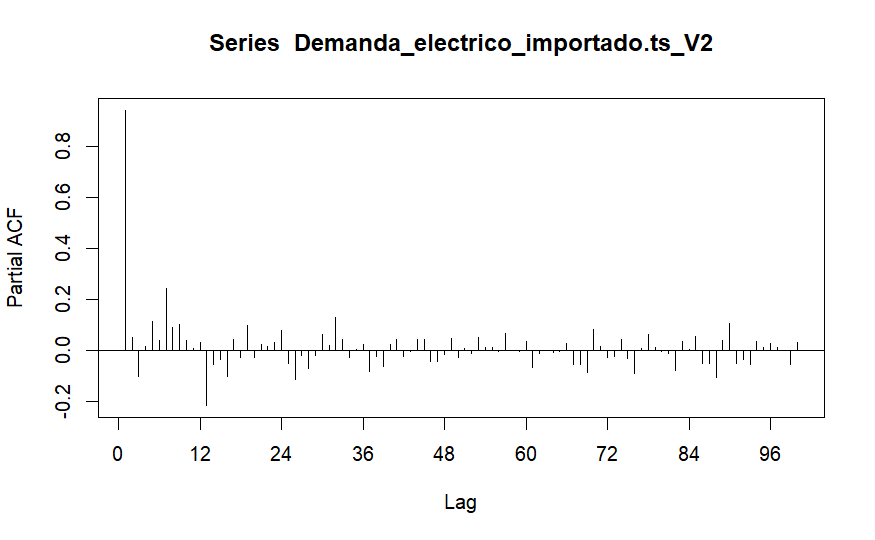 Series Demanda_electrico_importado.ts_V2
Partial ACF
0.8
0.6
0.4
0.2
0.0
-0.2
0 12 24 36 48 60 72 84 96
Lag